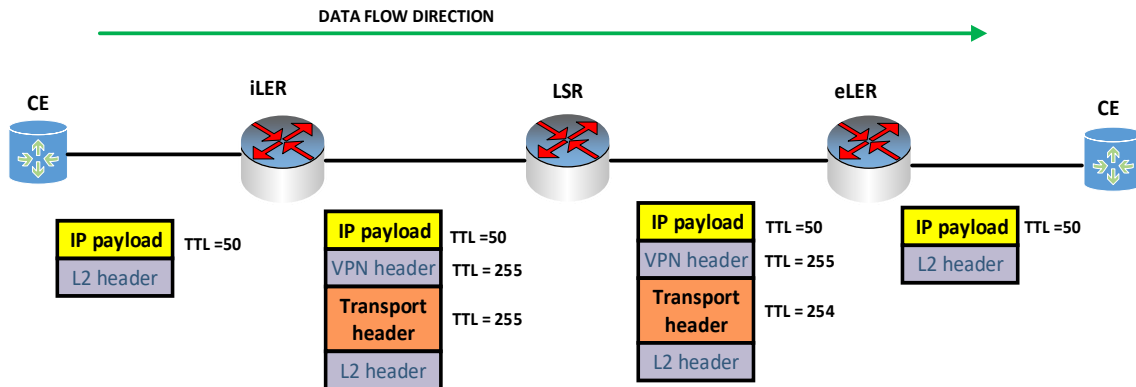 DATA FLOW DIRECTION
iLER
LSR
eLER
CE
CE
IP payload
TTL =50
L2 header
IP payload
TTL =50
VPN header
TTL = 255
Transport
header
TTL = 255
L2 header
IP payload
TTL =50
VPN header
TTL = 255
Transport
header
TTL = 254
L2 header
IP payload
TTL =50
L2 header